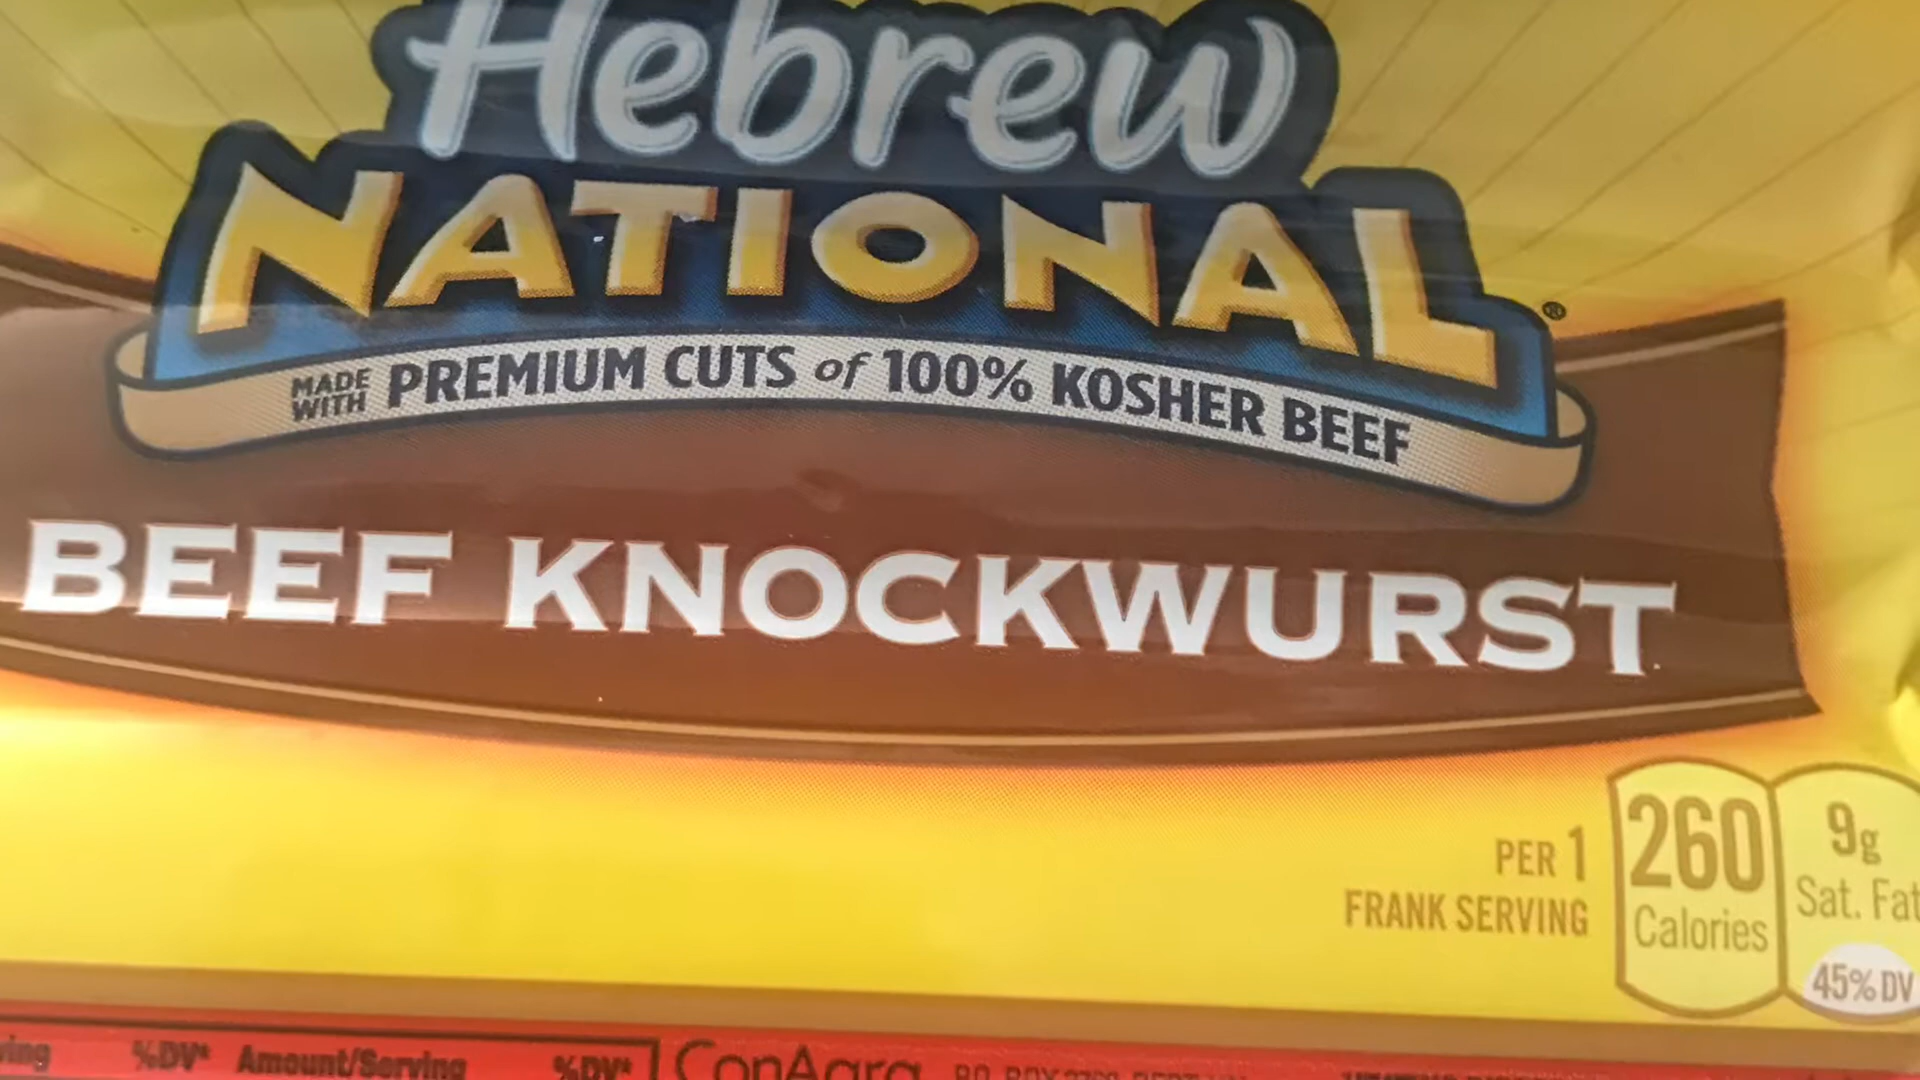 Hebrew
NATIONAL®
MADE WITH PREMIUM CUTS of 100% KOSHER BEEF
BEEF KNOCKWURST
PER 1
FRANK SERVING
260
Calories
9g
Sat. Fat
45% DV
%DV* Amount/Serving %DV* ConAgra